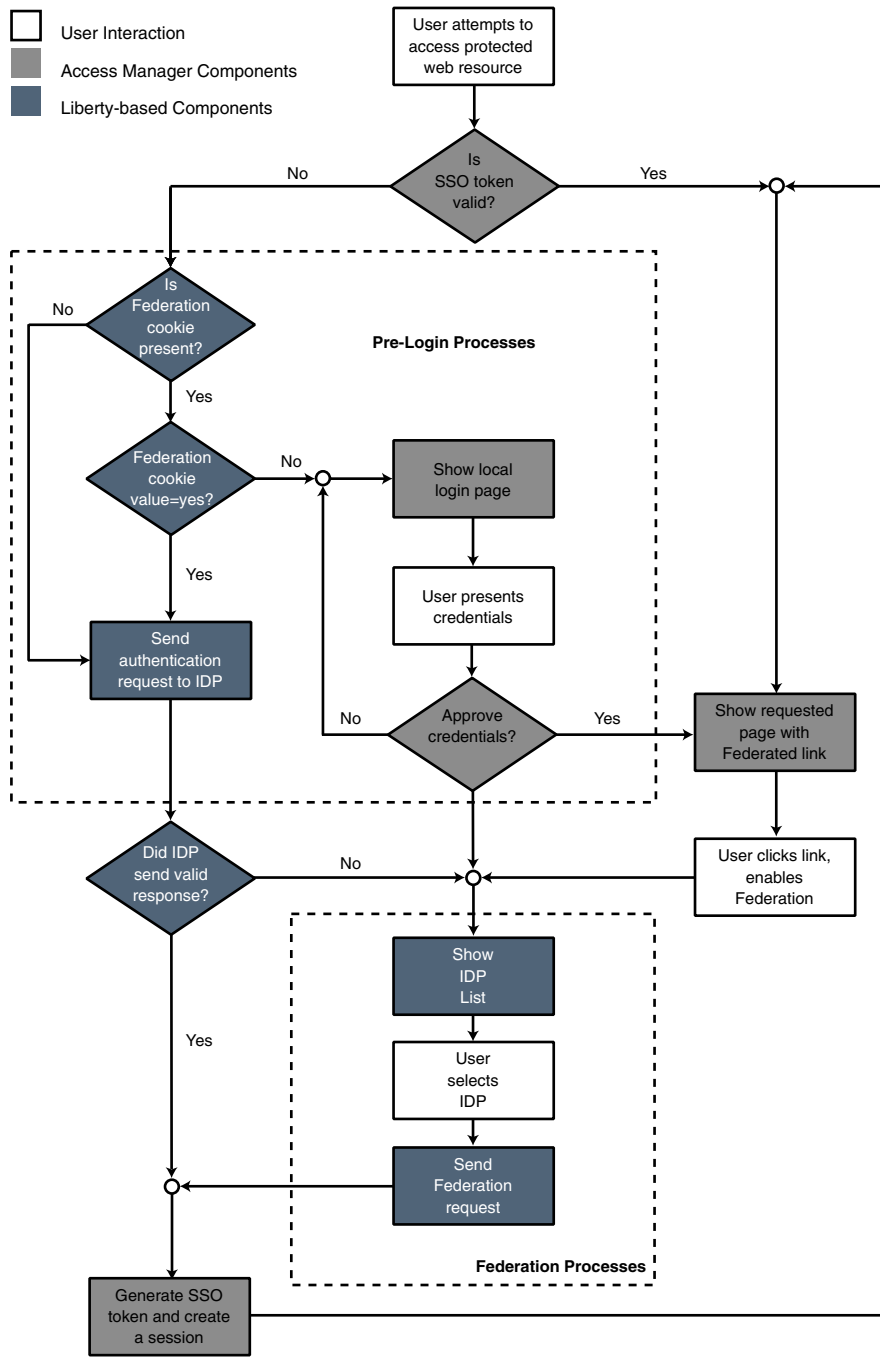 User Interaction
Access Manager Components
Liberty-based Components
User attempts to
access protected
web resource
Is
SSO token
valid?
No
Yes
Is
Federation
cookie
present?
No
Yes
Pre-Login Processes
Federation
cookie
value=yes?
No
Yes
Show local
login page
User presents
credentials
Send
authentication
request to IDP
Approve
credentials?
No
Yes
Show requested
page with
Federated link
Did IDP
send valid
response?
No
Yes
User clicks link,
enables
Federation
Show
IDP
List
User
selects
IDP
Send
Federation
request
Federation Processes
Generate SSO
token and create
a session